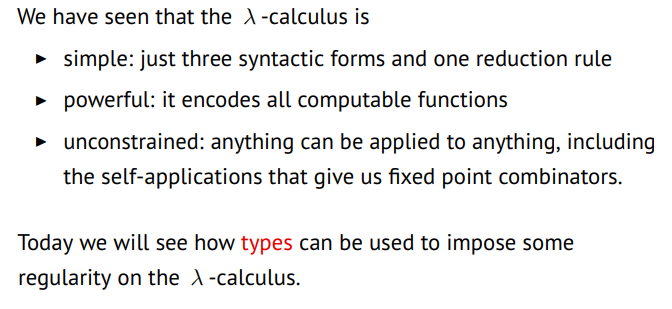 We have seen that the λ-calculus is
▶ simple: just three syntactic forms and one reduction rule
▶ powerful: it encodes all computable functions
▶ unconstrained: anything can be applied to anything, including
the self-applications that give us fixed point combinators.
Today we will see how types can be used to impose some
regularity on the λ-calculus.